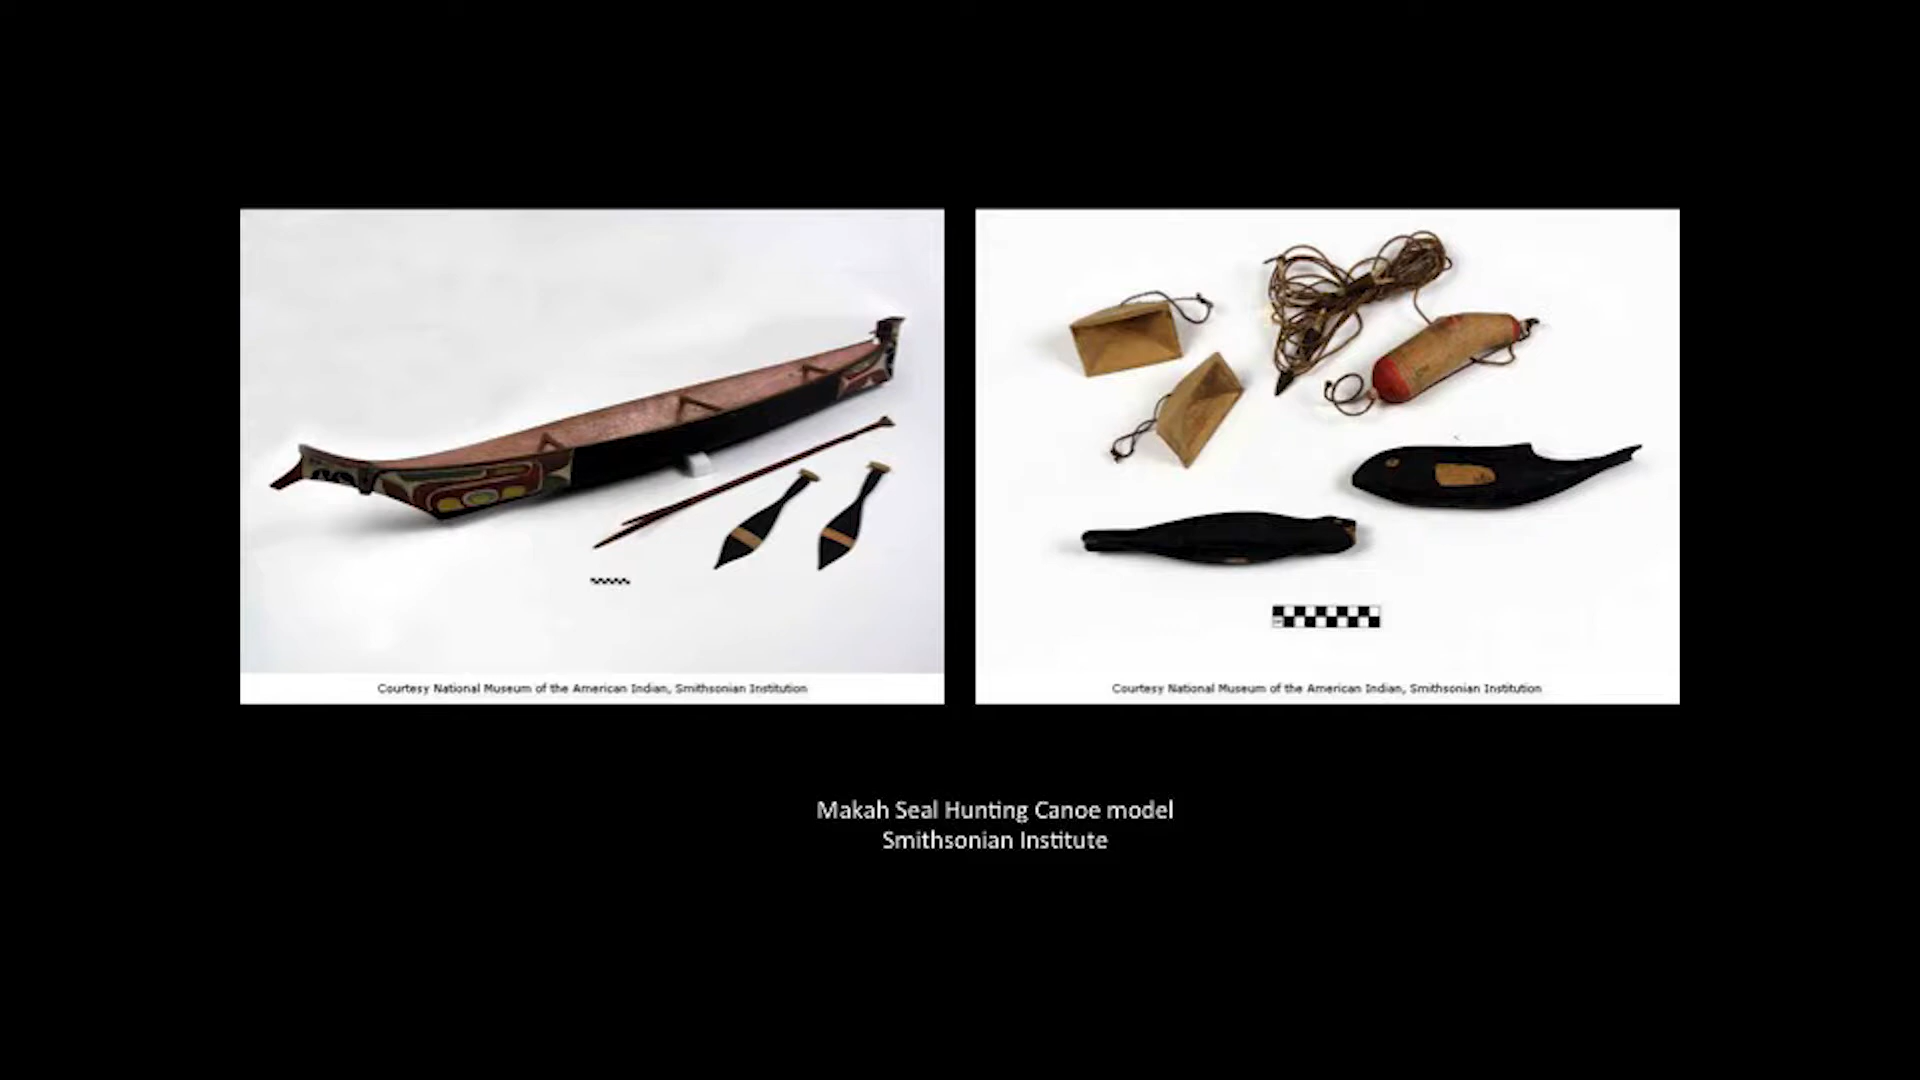 Courtesy National Museum of the American Indian, Smithsonian Institution
Courtesy National Museum of the American Indian, Smithsonian Institution
Makah Seal Hunting Canoe model
Smithsonian Institute